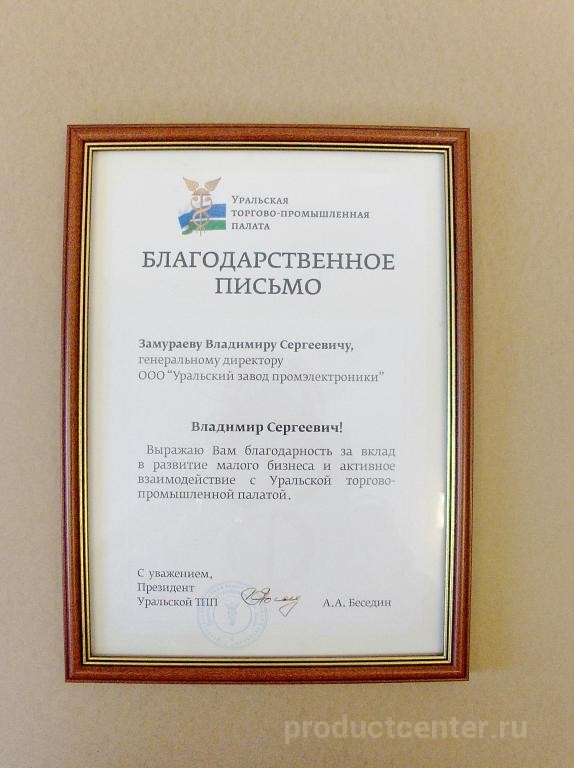 Уральская
торгово-промышленная
палата
БЛАГОДАРСТВЕННОЕ
ПИСЬМО
Замураеву Владимиру Сергеевичу,
генеральному директору
ООО “Уральский завод промэлектроники”
Владимир Сергеевич!
Выражаю Вам благодарность за вклад
в развитие малого бизнеса и активное
взаимодействие с Уральской торгово-
промышленной палатой.
С уважением,
Президент
Уральской ТПП А.А. Беседин
productcenter.ru